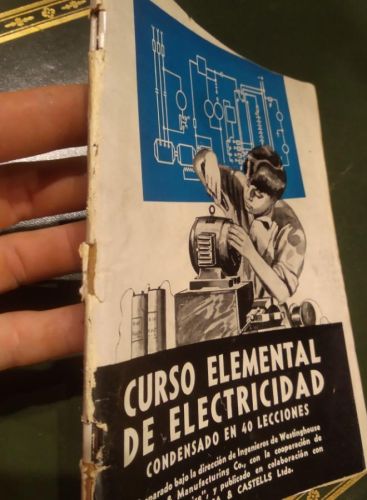 CURSO ELEMENTAL
DE ELECTRICIDAD
CONDENSADO EN 40 LECCIONES
parado bajo la dirección de Ingenieros de Westinghouse
& Manufacturing Co., con la cooperación de
y publicado en colaboración con
CASTELLS Ltda.